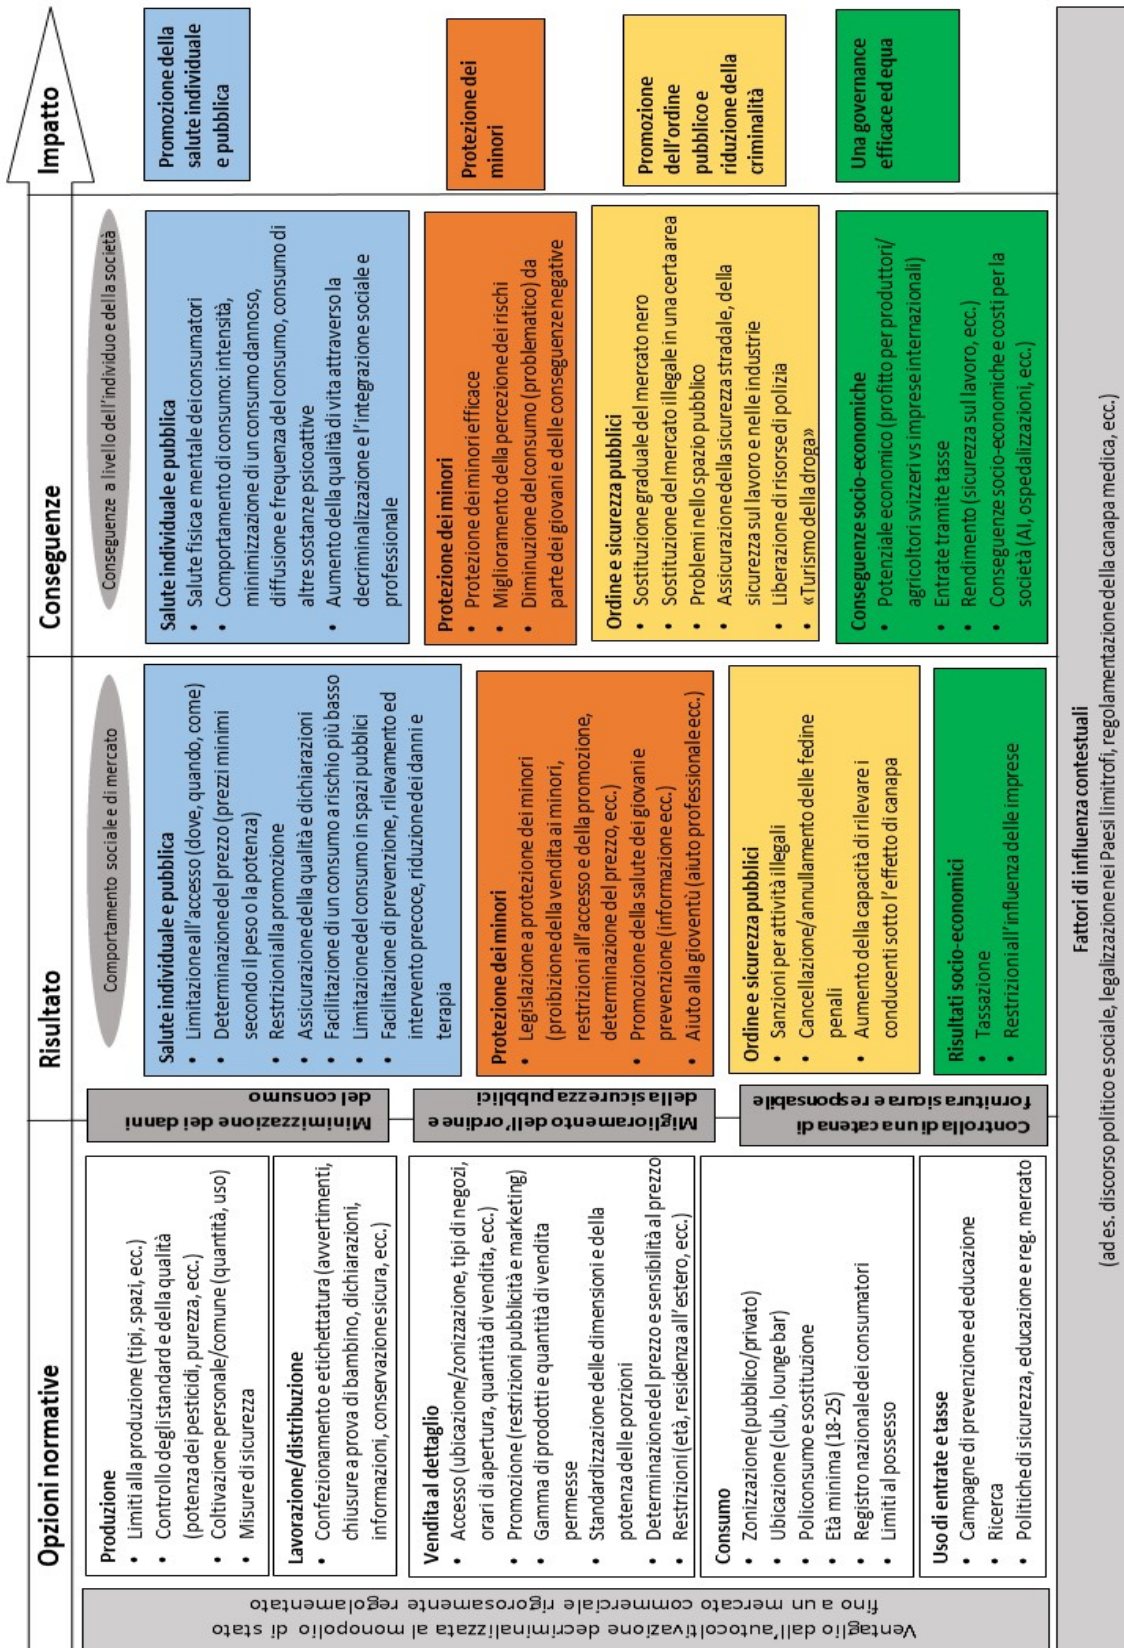 Opzioni normative
Risultato
Conseguenze
Impatto
Ventaglio dall'autocoltivazione decriminalizzata al monopolio di stato
fino a un mercato commerciale rigorosamente regolamentato
Produzione
• Limiti alla produzione (tipi, spazi, ecc.)
• Controllo degli standard e della qualità
(potenza dei pesticidi, purezza, ecc.)
• Coltivazione personale/comune (quantità, uso)
• Misure di sicurezza
Lavorazione/distribuzione
• Confezionamento e etichettatura (avvertimenti,
chiusure a prova di bambino, dichiarazioni,
informazioni, conservazione sicura, ecc.)
Vendita al dettaglio
• Accesso (ubicazione/zonizzazione, tipi di negozi,
orari di apertura, quantità di vendita, ecc.)
• Promozione (restrizioni pubblicità e marketing)
• Gamma di prodotti e quantità di vendita
permesse
• Standardizzazione delle dimensioni e della
potenza delle porzioni
• Determinazione del prezzo e sensibilità al prezzo
• Restrizioni (età, residenza all'estero, ecc.)
Consumo
• Zonizzazione (pubblico/privato)
• Ubicazione (club, lounge bar)
• Policonsumo e sostituzione
• Età minima (18-25)
• Registro nazionale dei consumatori
• Limiti al possesso
Uso di entrate e tasse
• Campagne di prevenzione ed educazione
• Ricerca
• Politiche di sicurezza, educazione e reg. mercato
Minimizzazione dei danni
del consumo
Miglioramento dell'ordine e
della sicurezza pubblici
Controlla di una catena di
fornitura sicura e responsabile
Comportamento sociale e di mercato
Salute individuale e pubblica
• Limitazione all'accesso (dove, quando, come)
• Determinazione del prezzo (prezzi minimi
secondo il peso o la potenza)
• Restrizioni alla promozione
• Assicurazione della qualità e dichiarazioni
• Facilitazione di un consumo a rischio più basso
• Limitazione del consumo in spazi pubblici
• Facilitazione di prevenzione, rilevamento ed
intervento precoce, riduzione dei danni e
terapia
Protezione dei minori
• Legislazione a protezione dei minori
(proibizione della vendita ai minori,
restrizioni all'accesso e della promozione,
determinazione del prezzo, ecc.)
• Promozione della salute dei giovani e
prevenzione (informazione ecc.)
• Aiuto alla gioventù (aiuto professionale ecc.)
Ordine e sicurezza pubblici
• Sanzioni per attività illegali
• Cancellazione/annullamento delle fedine
penali
• Aumento della capacità di rilevare i
conducenti sotto l'effetto di canapa
Risultati socio-economici
• Tassazione
• Restrizioni all'influenza delle imprese
Conseguenze a livello dell'individuo e della società
Salute individuale e pubblica
• Salute fisica e mentale dei consumatori
• Comportamento di consumo: intensità,
minimizzazione di un consumo dannoso,
diffusione e frequenza del consumo, consumo di
altre sostanze psicoattive
• Aumento della qualità di vita attraverso la
decriminalizzazione e l'integrazione sociale e
professionale
Protezione dei minori
• Protezione dei minori efficace
• Miglioramento della percezione dei rischi
• Diminuzione del consumo (problematico) da
parte dei giovani e delle conseguenze negative
Ordine e sicurezza pubblici
• Sostituzione graduale del mercato nero
• Sostituzione del mercato illegale in una certa area
• Problemi nello spazio pubblico
• Assicurazione della sicurezza stradale, della
sicurezza sul lavoro e nelle industrie
• Liberazione di risorse di polizia
• «Turismo della droga»
Conseguenze socio-economiche
• Potenziale economico (profitto per produttori/
agricoltori svizzeri vs imprese internazionali)
• Entrate tramite tasse
• Rendimento (sicurezza sul lavoro, ecc.)
• Conseguenze socio-economiche e costi per la
società (AI, ospedalizzazioni, ecc.)
Promozione della
salute individuale
e pubblica
Protezione dei
minori
Promozione
dell'ordine
pubblico e
riduzione della
criminalità
Una governance
efficace ed equa
Fattori di influenza contestuali
(ad es. discorso politico e sociale, legalizzazione nei Paesi limitrofi, regolamentazione della canapa medica, ecc.)